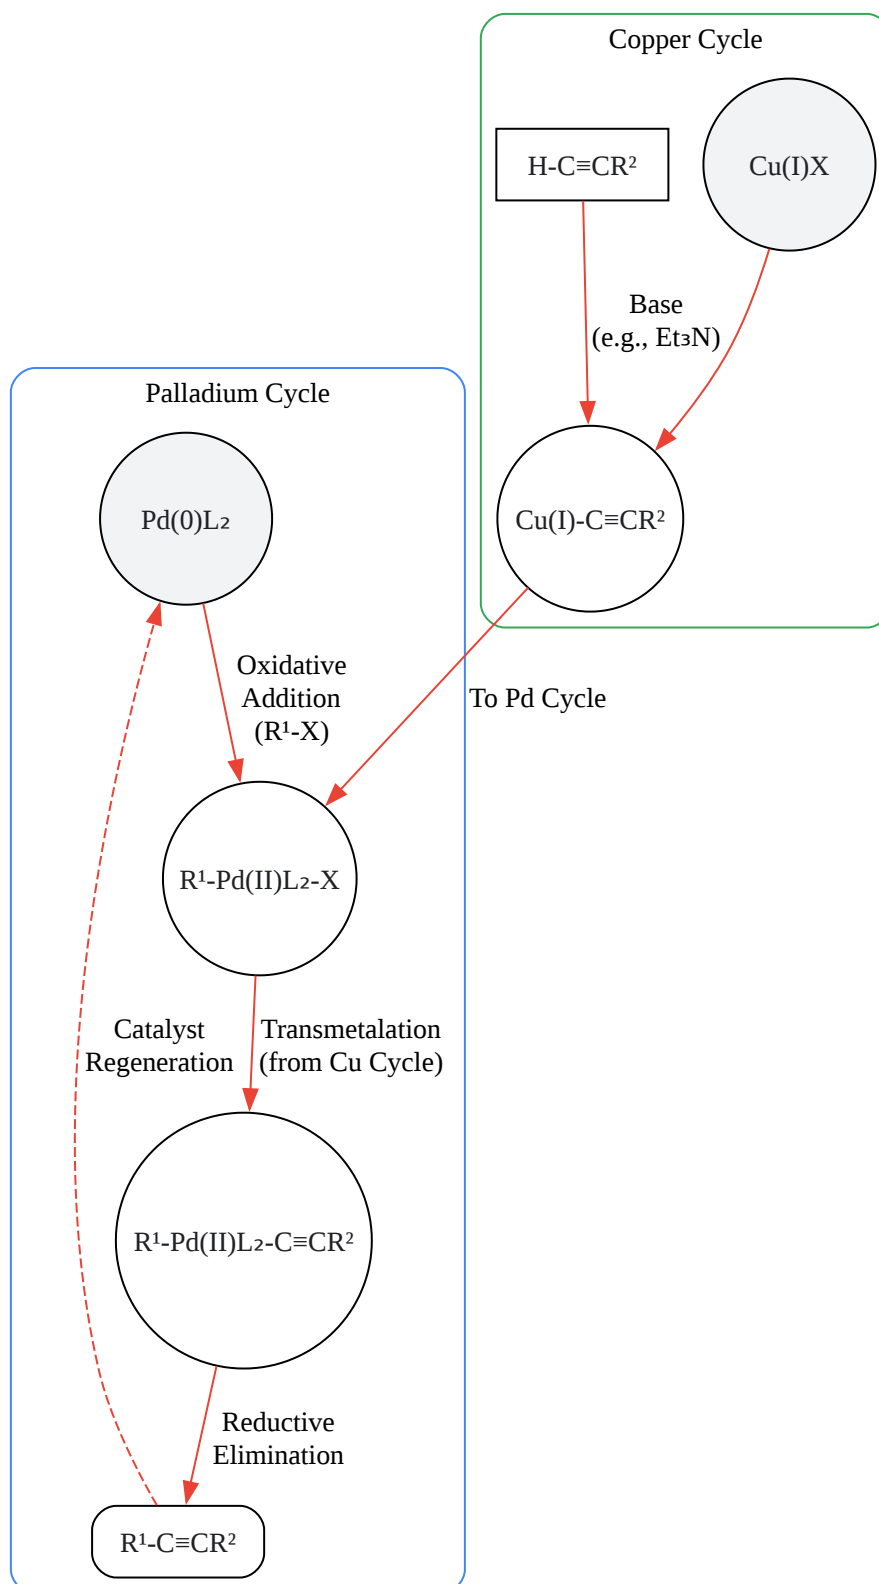 Copper Cycle
H-C≡CR²
Cu(I)X
Base
(e.g., Et₃N)
Palladium Cycle
Pd(0)L₂
Cu(I)-C≡CR²
Oxidative
Addition
(R¹-X)
To Pd Cycle
R¹-Pd(II)L₂-X
Catalyst
Regeneration
Transmetalation
(from Cu Cycle)
R¹-Pd(II)L₂-C≡CR²
Reductive
Elimination
R¹-C≡CR²